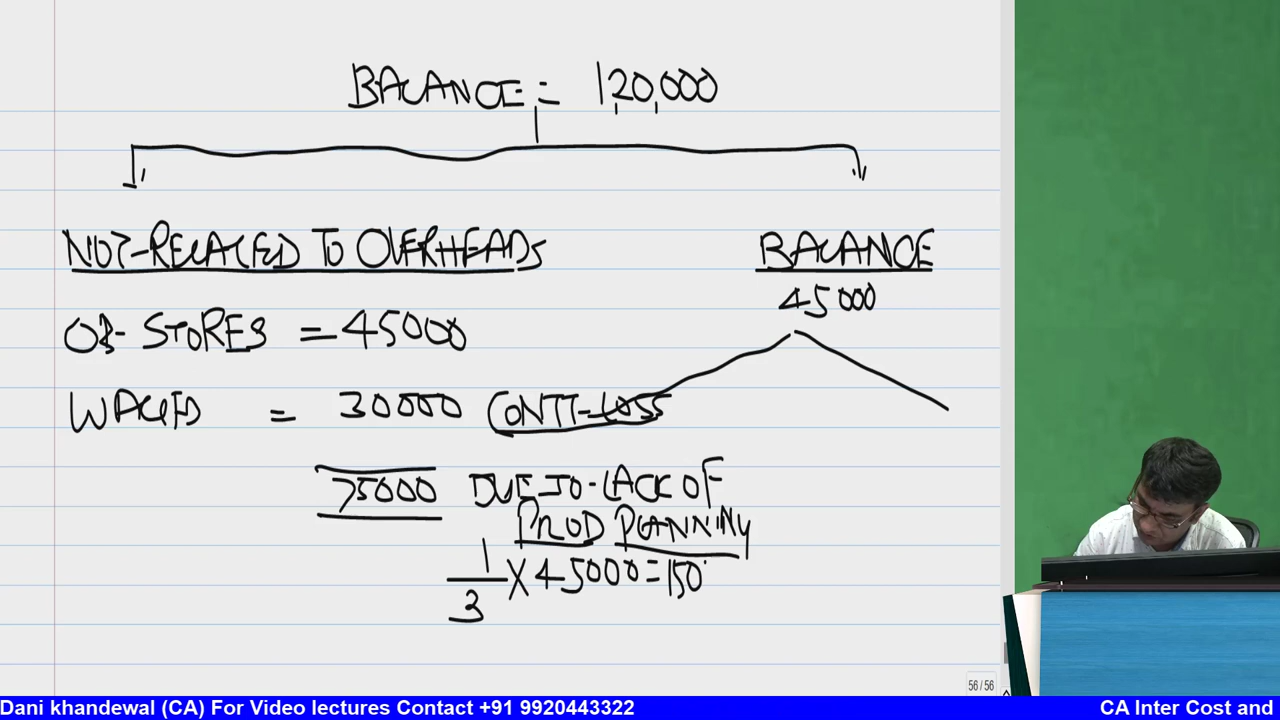 BALANCE = 120,000
NOT-RELATED TO OVERHEADS
BALANCE
45000
OB-STORES = 45000
WAGES = 30000
CONTI-LOSS
75000
DUE TO-LACK OF
PROD PLANNING
1/3 X 45000=150
56/56
Dani khandewal (CA) For Video lectures Contact +91 9920443322
CA Inter Cost and